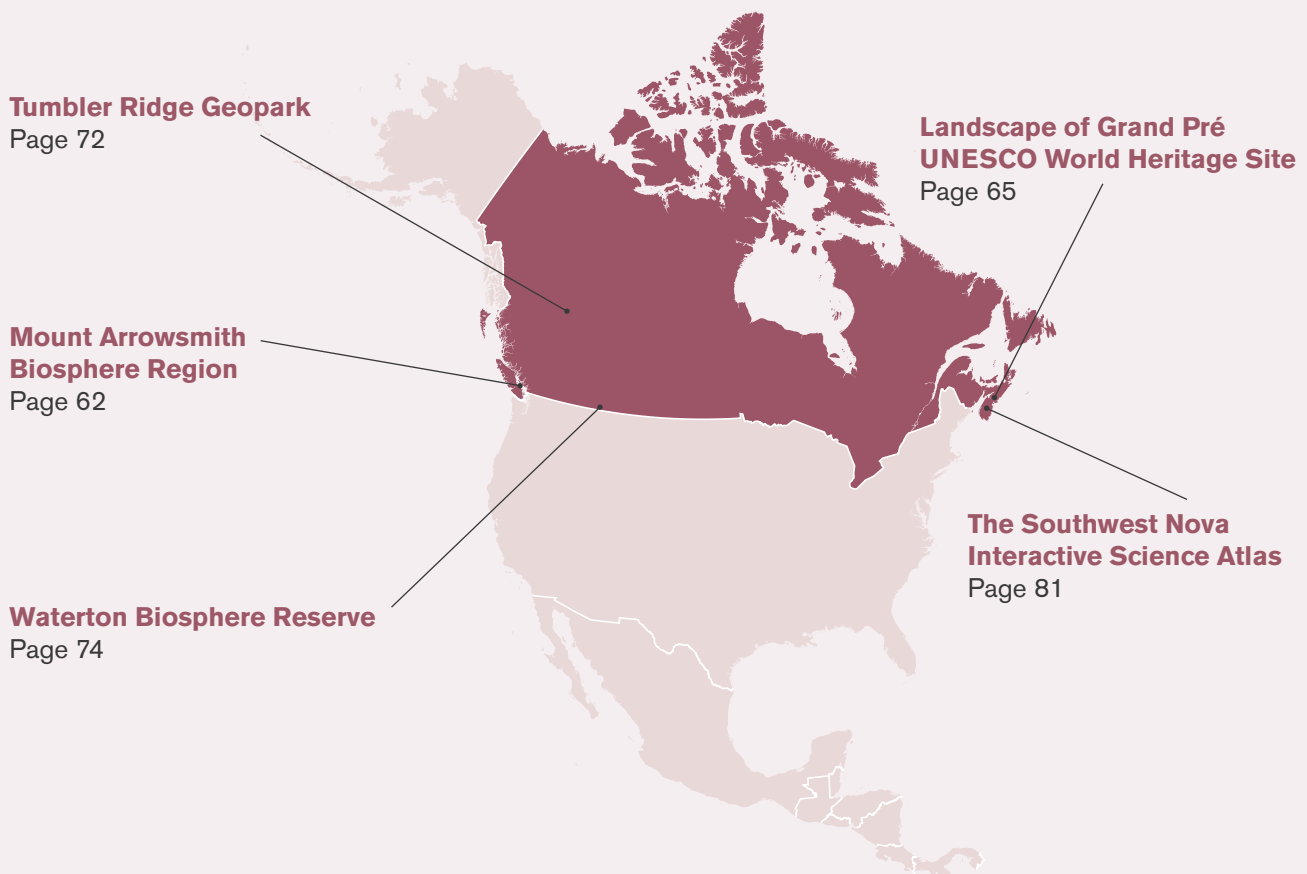 Tumbler Ridge Geopark
Page 72
Landscape of Grand Pré
UNESCO World Heritage Site
Page 65
Mount Arrowsmith
Biosphere Region
Page 62
The Southwest Nova
Interactive Science Atlas
Page 81
Waterton Biosphere Reserve
Page 74